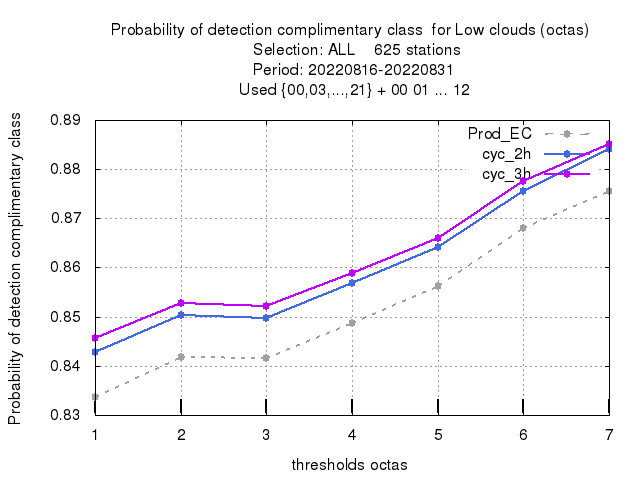 Probability of detection complimentary class  for Low clouds (octas)
Selection: ALL    625 stations
Period: 20220816-20220831
Used {00,03,...,21} + 00 01 ... 12
Probability of detection complimentary class
0.89
0.88
0.87
0.86
0.85
0.84
0.83
Prod_EC
cyc_2h
cyc_3h
1 2 3 4 5 6 7
thresholds octas